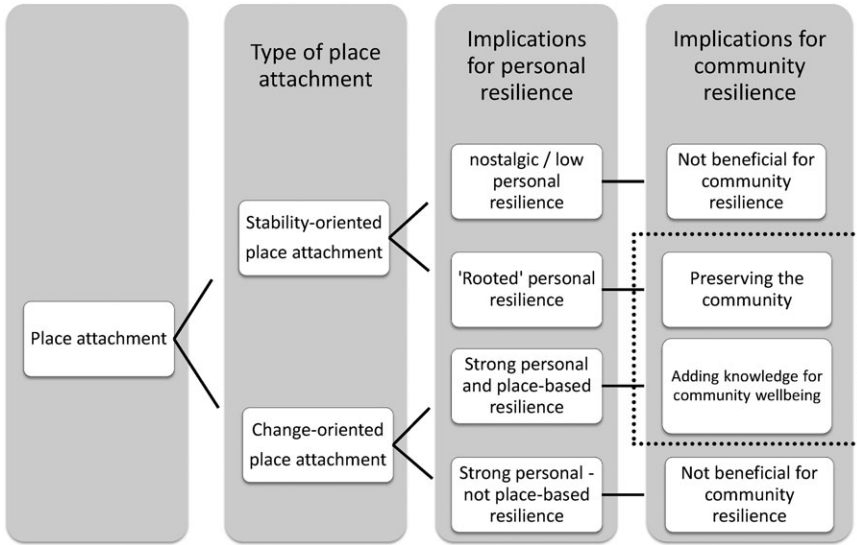 Type of place
attachment
Implications
for personal
resilience
Implications for
community
resilience
Place attachment
Stability-oriented
place attachment
Change-oriented
place attachment
nostalgic / low
personal
resilience
'Rooted' personal
resilience
Strong personal
and place-based
resilience
Strong personal -
not place-based
resilience
Not beneficial for
community
resilience
Preserving the
community
Adding knowledge for
community wellbeing
Not beneficial for
community
resilience